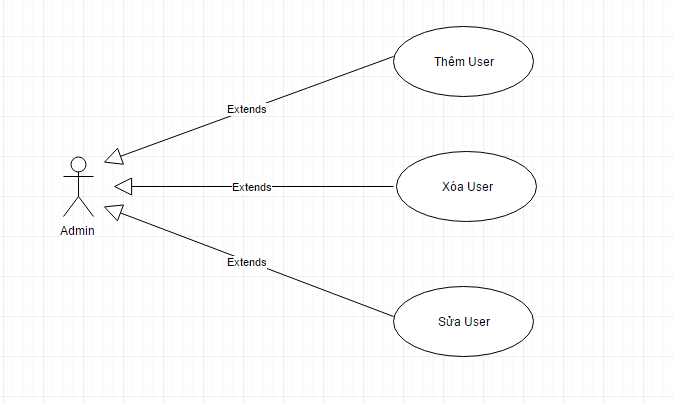 Thêm User
Extends
Extends
Xóa User
Admin
Extends
Sửa User